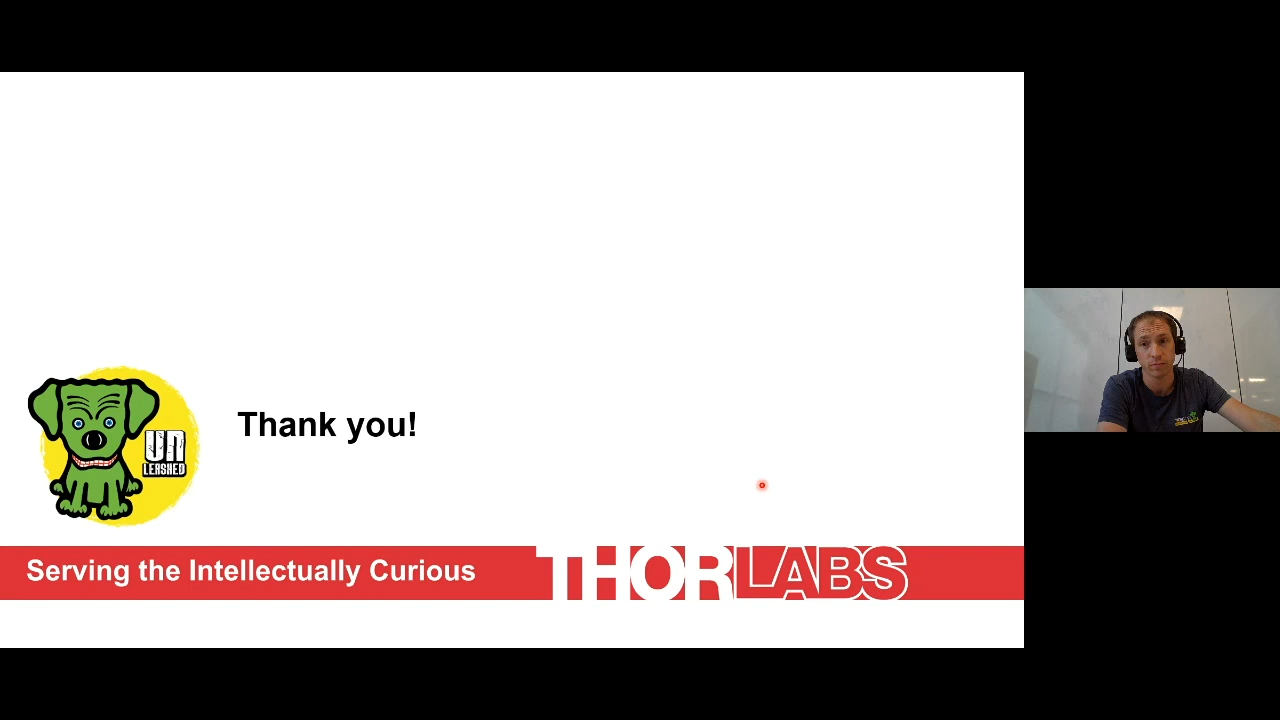 Thank you!
UN
LEASHED
Serving the Intellectually Curious
THORLABS